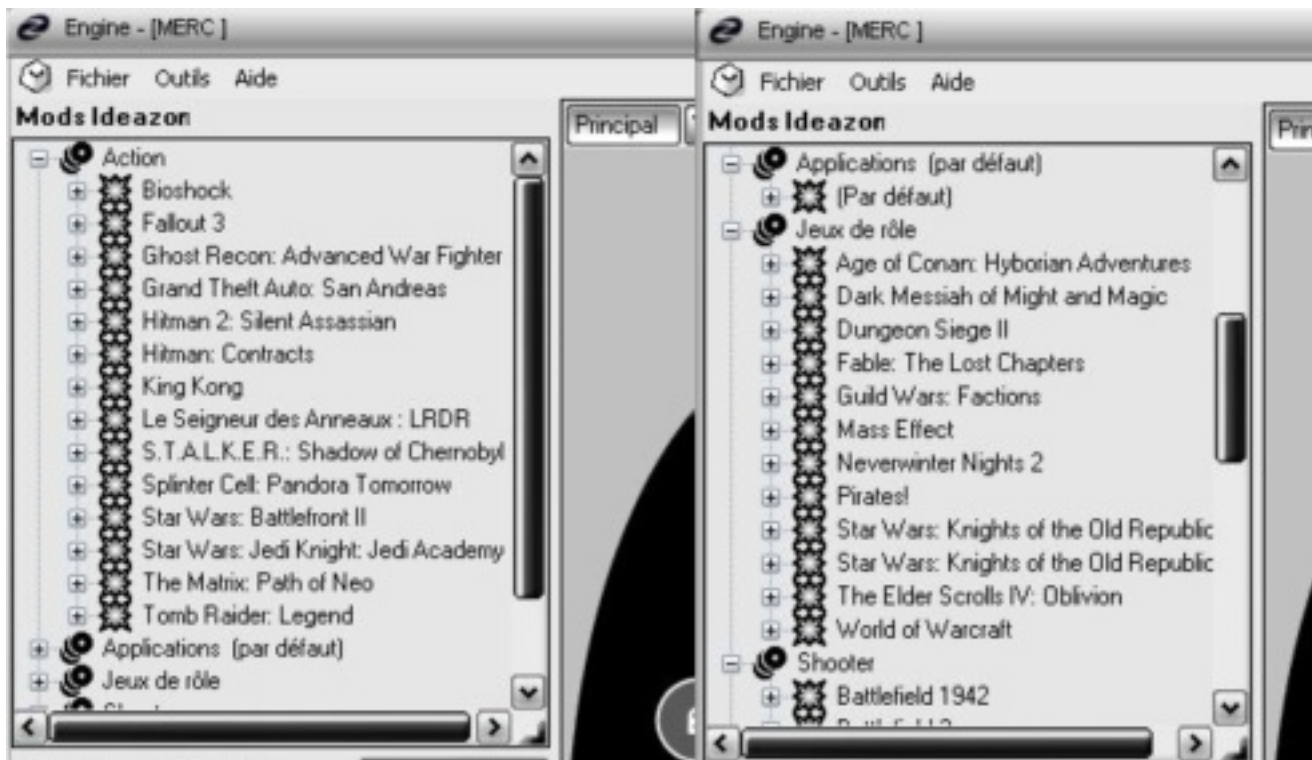 Engine - [MERC ]
Fichier Outils Aide
Mods Ideazon
Principal
Action
Bioshock
Fallout 3
Ghost Recon: Advanced War Fighter
Grand Theft Auto: San Andreas
Hitman 2: Silent Assassian
Hitman: Contracts
King Kong
Le Seigneur des Anneaux : LRDR
S.T.A.L.K.E.R.: Shadow of Chernobyl
Splinter Cell: Pandora Tomorrow
Star Wars: Battlefront II
Star Wars: Jedi Knight: Jedi Academy
The Matrix: Path of Neo
Tomb Raider: Legend
Applications (par défaut)
Jeux de rôle
Engine - [MERC ]
Fichier Outils Aide
Mods Ideazon
Applications (par défaut)
(Par défaut)
Jeux de rôle
Age of Conan: Hyborian Adventures
Dark Messiah of Might and Magic
Dungeon Siege II
Fable: The Lost Chapters
Guild Wars: Factions
Mass Effect
Neverwinter Nights 2
Pirates!
Star Wars: Knights of the Old Republic
Star Wars: Knights of the Old Republic
The Elder Scrolls IV: Oblivion
World of Warcraft
Shooter
Battlefield 1942